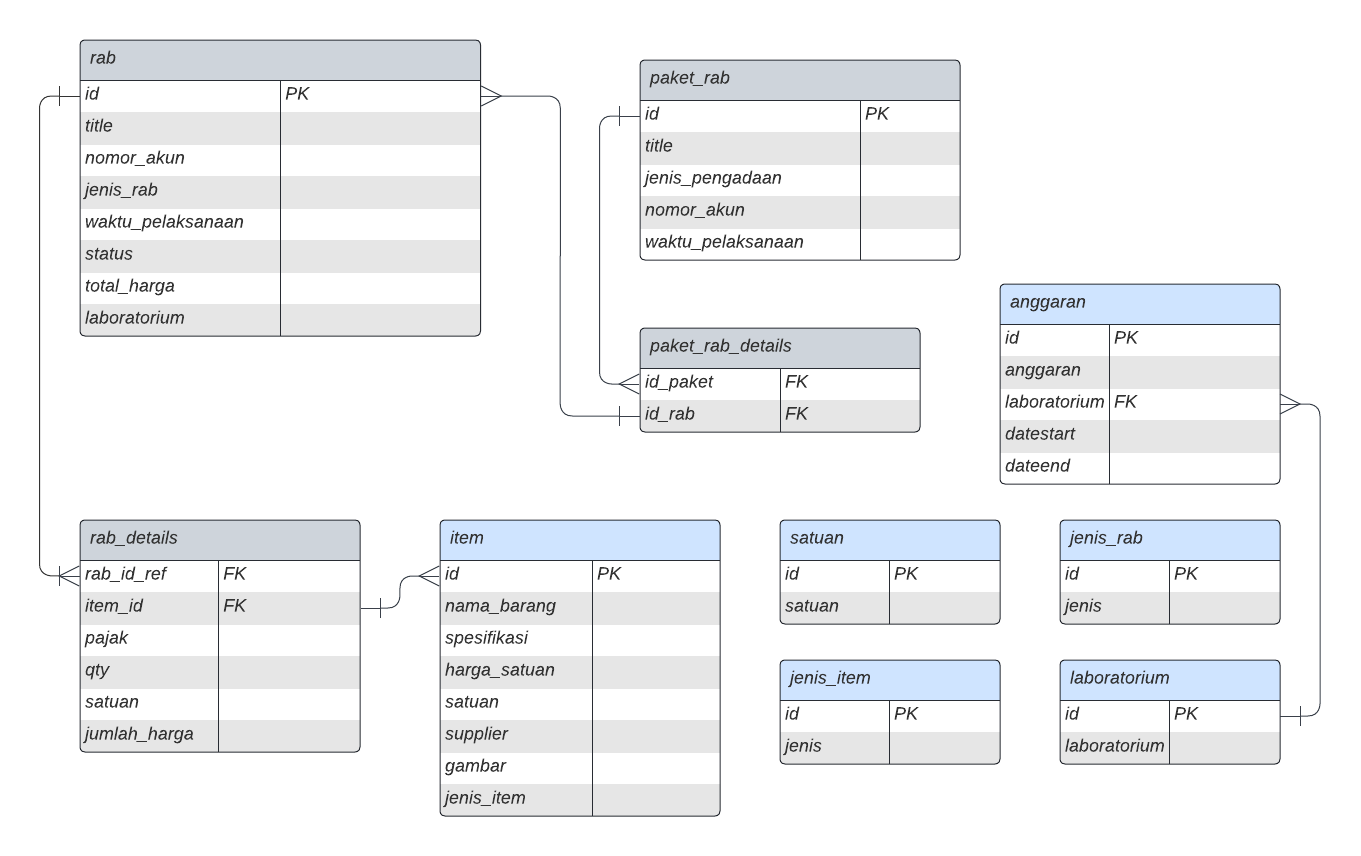 rab
id PK
title
nomor_akun
jenis_rab
waktu_pelaksanaan
status
total_harga
laboratorium
paket_rab
id PK
title
jenis_pengadaan
nomor_akun
waktu_pelaksanaan
paket_rab_details
id_paket FK
id_rab FK
anggaran
id PK
anggaran
laboratorium FK
datestart
dateend
rab_details
rab_id_ref FK
item_id FK
pajak
qty
satuan
jumlah_harga
item
id PK
nama_barang
spesifikasi
harga_satuan
satuan
supplier
gambar
jenis_item
satuan
id PK
satuan
jenis_rab
id PK
jenis
jenis_item
id PK
jenis
laboratorium
id PK
laboratorium